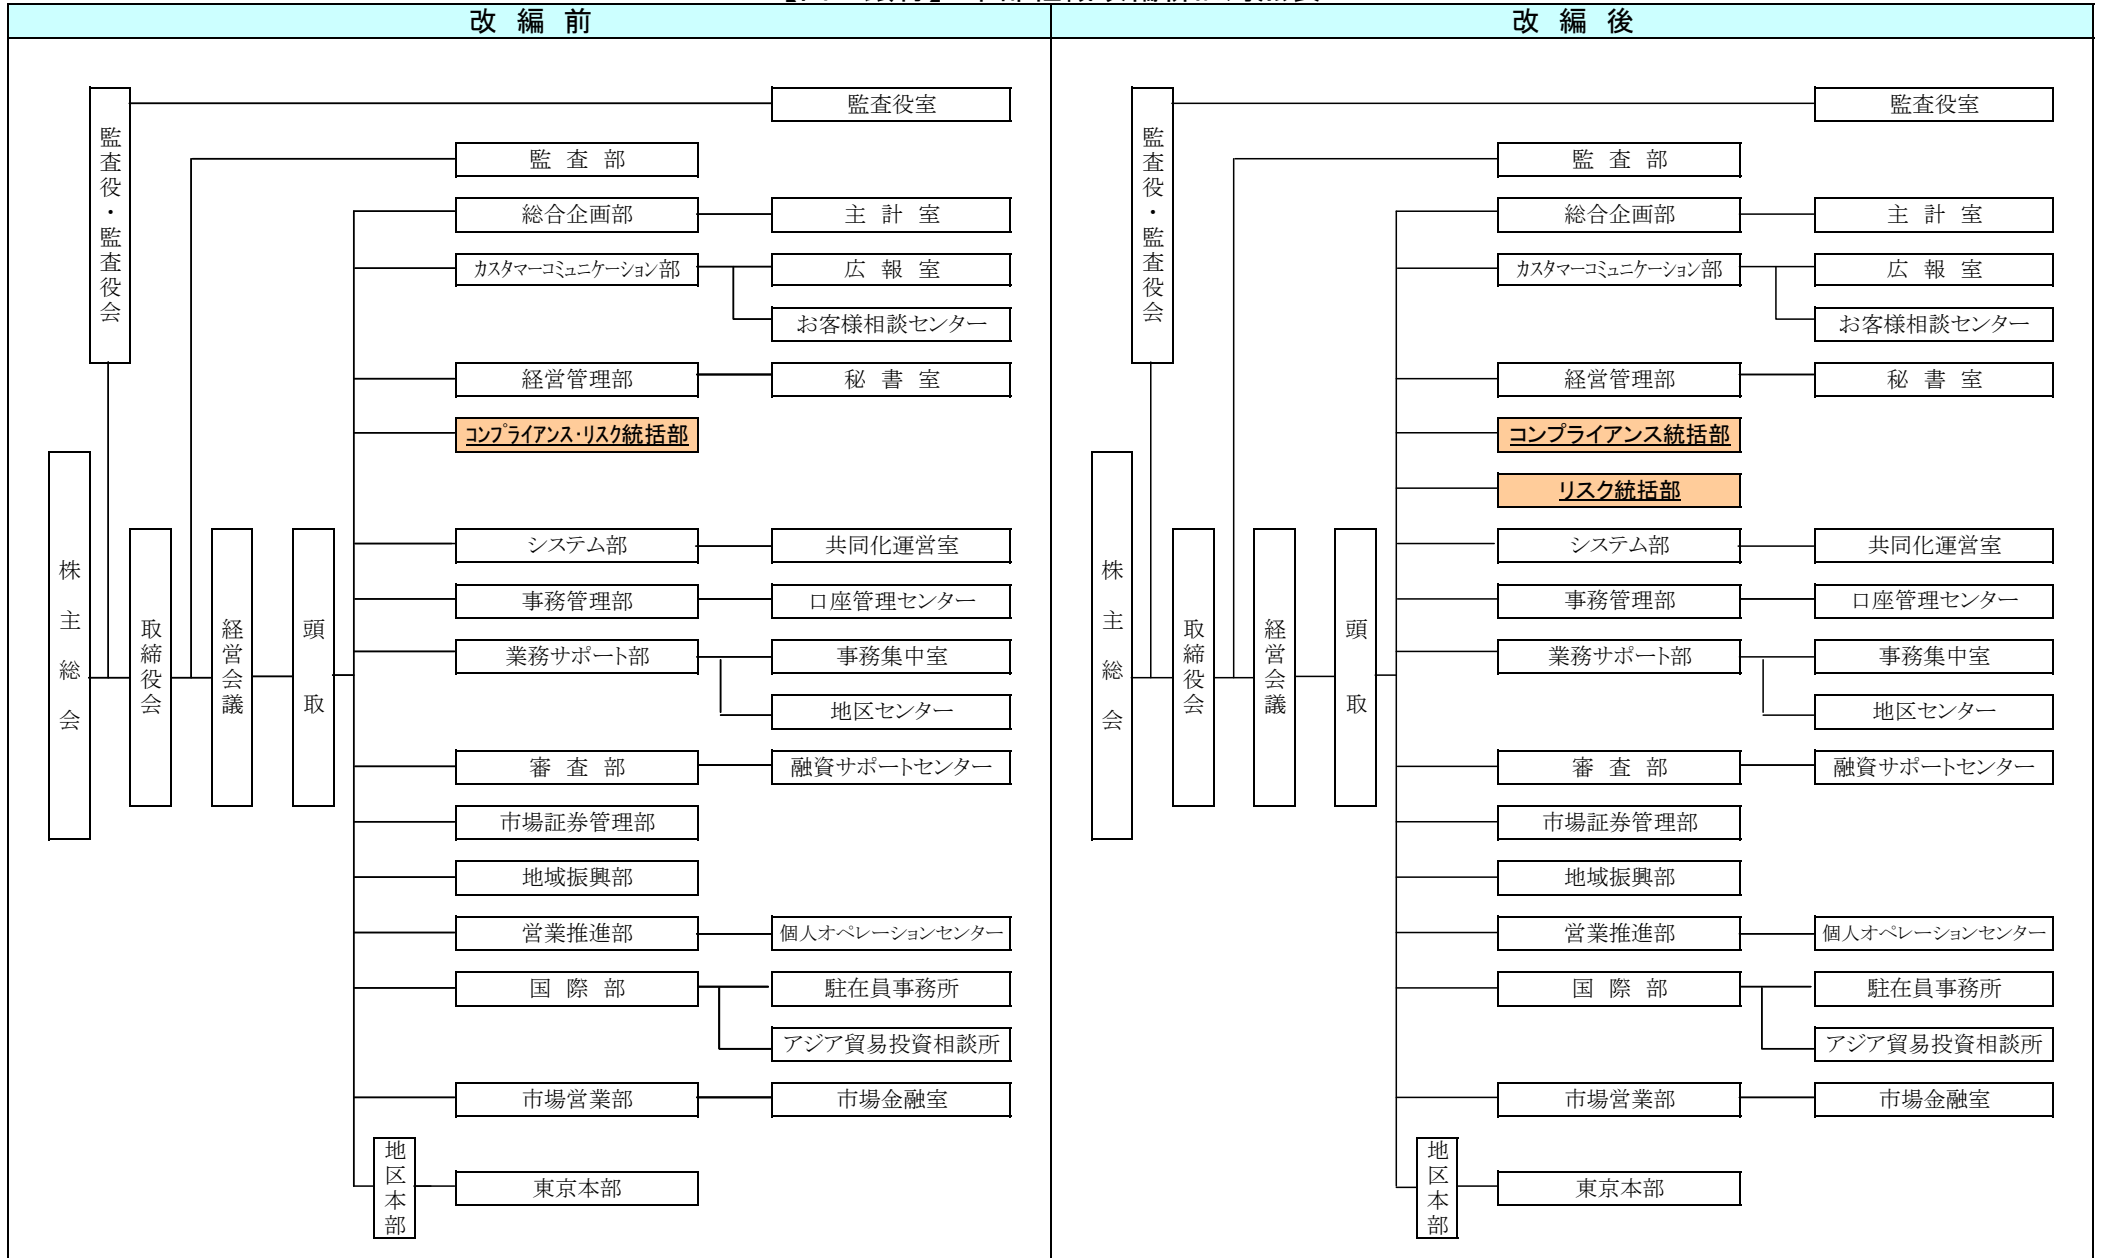 改 編 前
監査役・監査役会
監査役室
監 査 部
総合企画部
主 計 室
カスタマーコミュニケーション部
広 報 室
お客様相談センター
経営管理部
秘 書 室
コンプライアンス・リスク統括部
株主総会
取締役会
経営会議
頭取
システム部
共同化運営室
事務管理部
口座管理センター
業務サポート部
事務集中室
地区センター
審 査 部
融資サポートセンター
市場証券管理部
地域振興部
営業推進部
個人オペレーションセンター
国 際 部
駐在員事務所
アジア貿易投資相談所
市場営業部
市場金融室
地区本部
東京本部
改 編 後
監査役・監査役会
監査役室
監 査 部
総合企画部
主 計 室
カスタマーコミュニケーション部
広 報 室
お客様相談センター
経営管理部
秘 書 室
コンプライアンス統括部
リスク統括部
株主総会
取締役会
経営会議
頭取
システム部
共同化運営室
事務管理部
口座管理センター
業務サポート部
事務集中室
地区センター
審 査 部
融資サポートセンター
市場証券管理部
地域振興部
営業推進部
個人オペレーションセンター
国 際 部
駐在員事務所
アジア貿易投資相談所
市場営業部
市場金融室
地区本部
東京本部